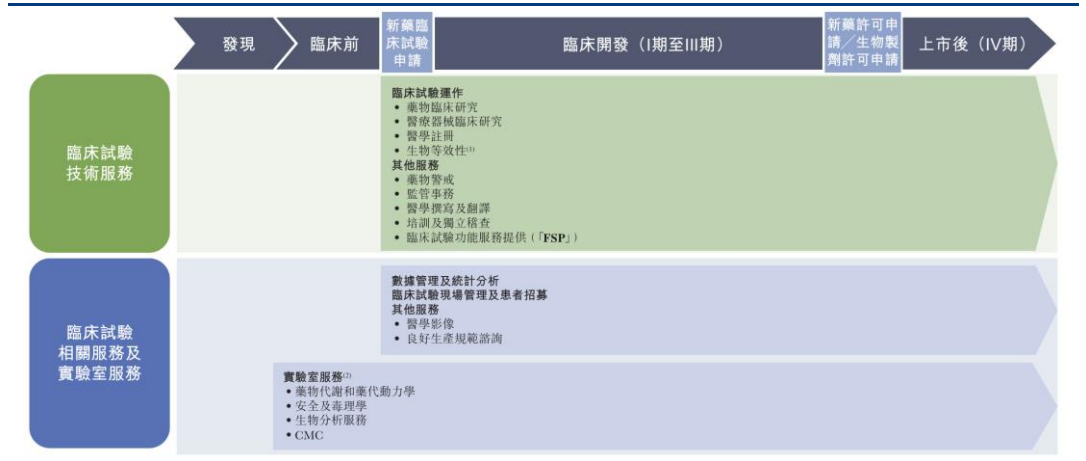 發現
臨床前
新藥臨
床試驗
申請
臨床開發（I期至III期）
新藥許可申
請／生物製
劑許可申請
上市後（IV期）
臨床試驗
技術服務
臨床試驗運作
• 藥物臨床研究
• 醫療器械臨床研究
• 醫學註冊
• 生物等效性(1)
其他服務
• 藥物警戒
• 監管事務
• 醫學撰寫及翻譯
• 培訓及獨立稽查
• 臨床試驗功能服務提供（「FSP」）
臨床試驗
相關服務及
實驗室服務
數據管理及統計分析
臨床試驗現場管理及患者招募
其他服務
• 醫學影像
• 良好生產規範諮詢
實驗室服務(2)
• 藥物代謝和藥代動力學
• 安全及毒理學
• 生物分析服務
• CMC